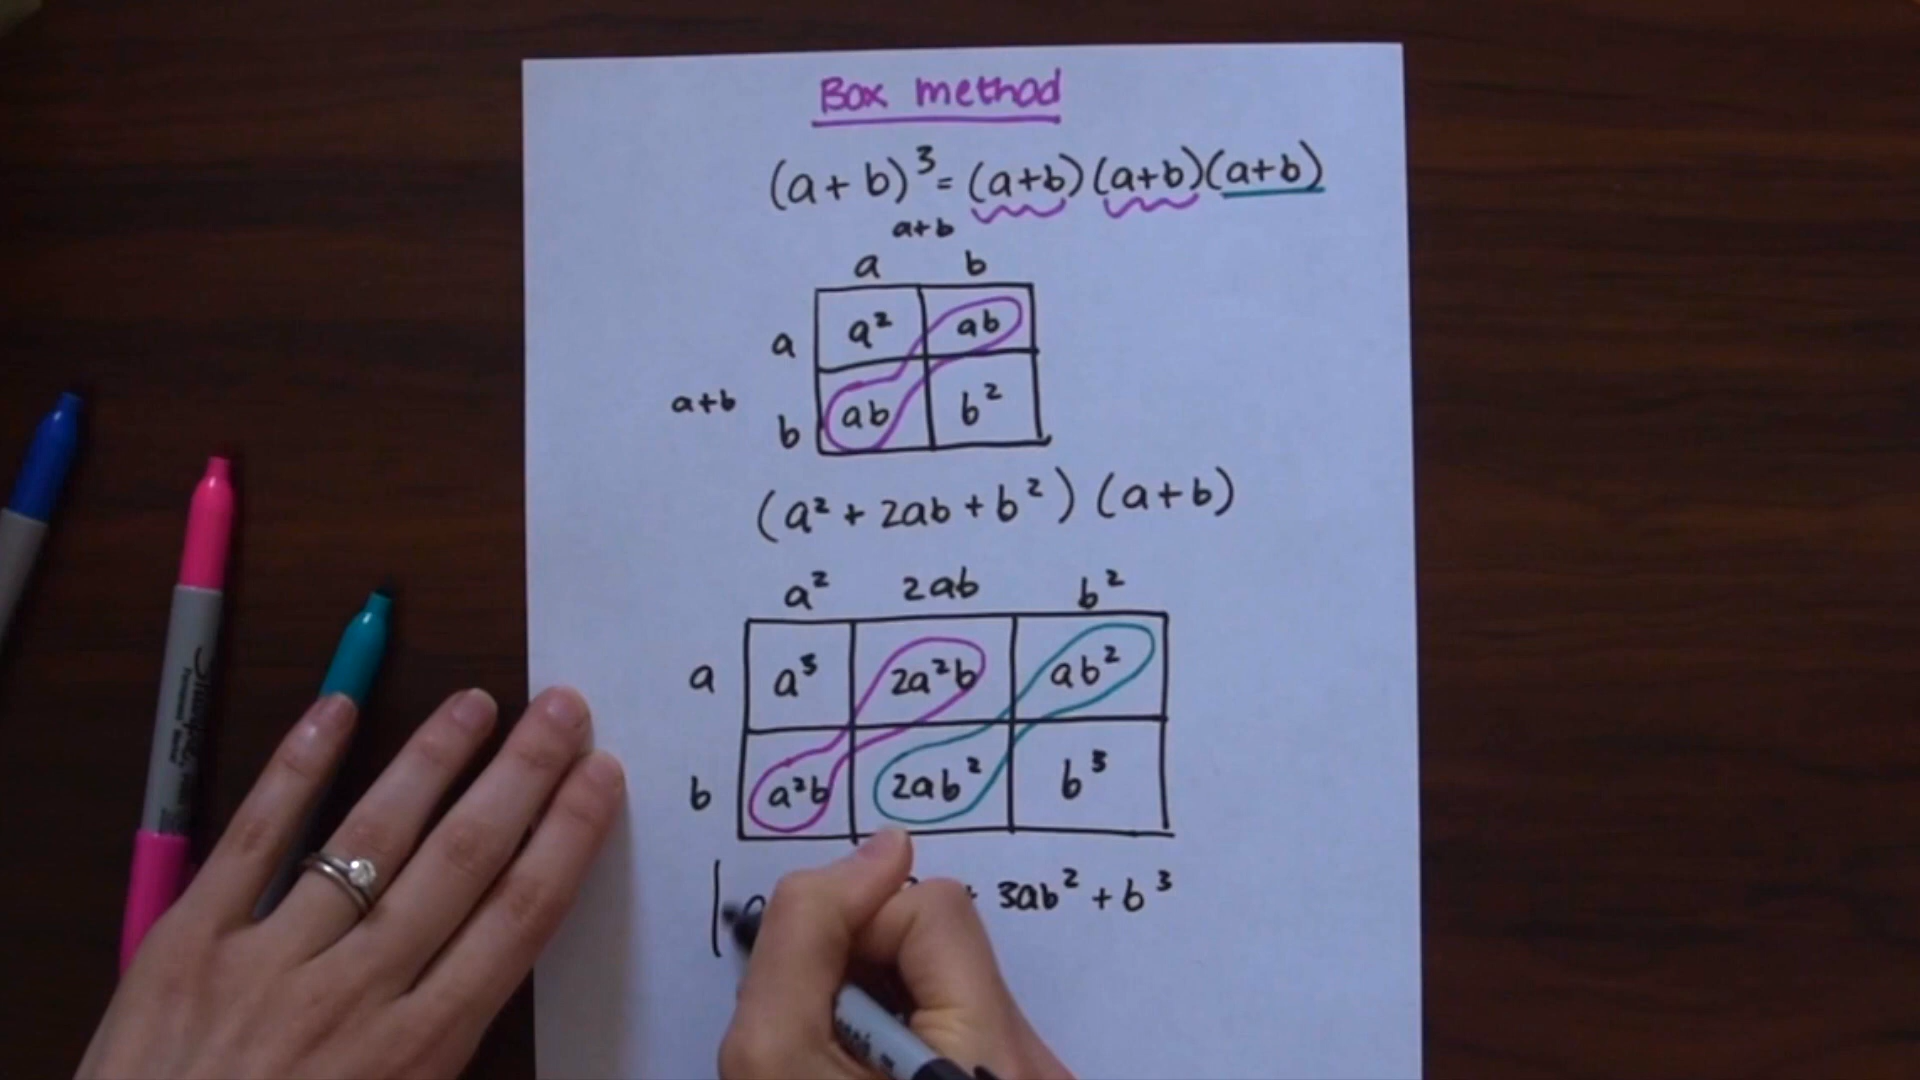 Box method
(a+b)³ = (a+b)(a+b)(a+b)
a+b
a b
a a² ab
a+b
b ab b²
(a² + 2ab + b²) (a+b)
a² 2ab b²
a a³ 2a²b ab²
b a²b 2ab² b³
+ 3ab² + b³